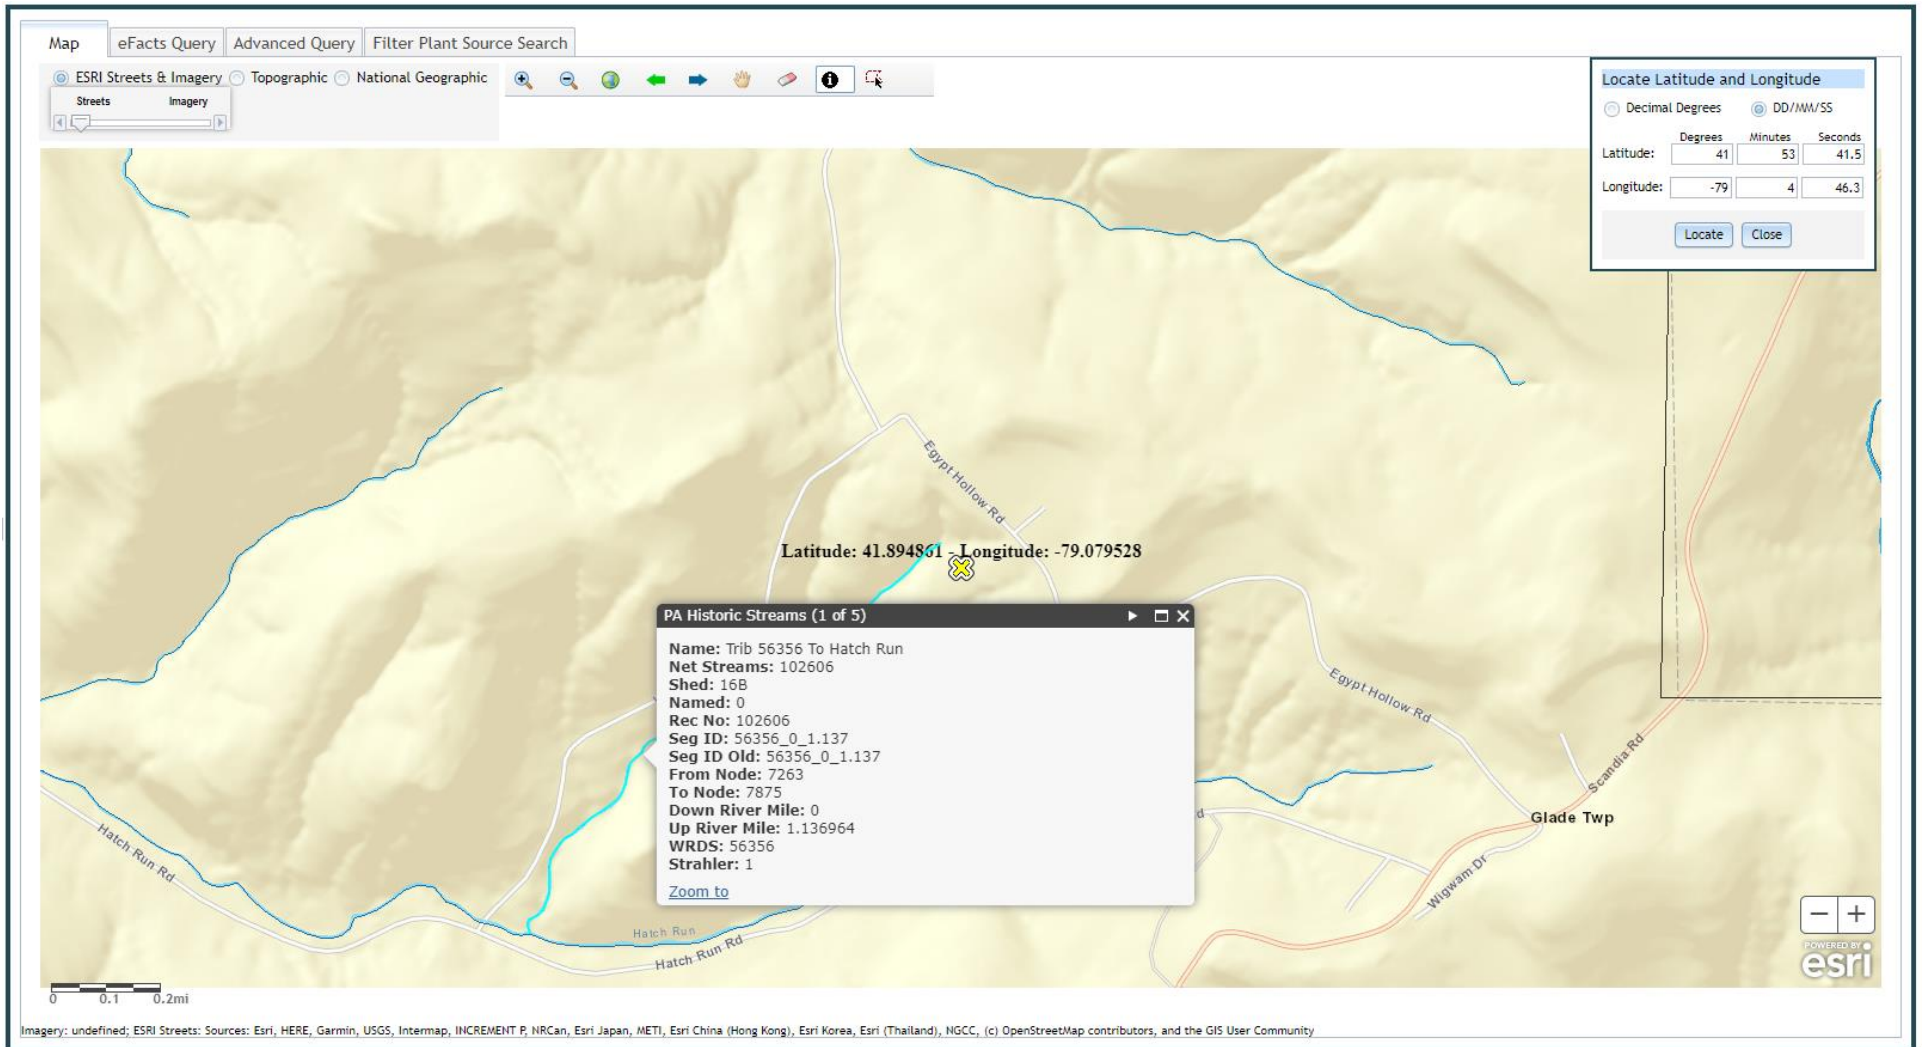 Map eFacts Query Advanced Query Filter Plant Source Search
ESRI Streets & Imagery Topographic National Geographic
Streets Imagery
Locate Latitude and Longitude
Decimal Degrees DD/MM/SS
Degrees Minutes Seconds
Latitude: 41 53 41.5
Longitude: -79 4 46.3
Locate Close
Egypt Hollow Rd
Latitude: 41.894861 - Longitude: -79.079528
PA Historic Streams (1 of 5)
Name: Trib 56356 To Hatch Run
Net Streams: 102606
Shed: 16B
Named: 0
Rec No: 102606
Seg ID: 56356_0_1.137
Seg ID Old: 56356_0_1.137
From Node: 7263
To Node: 7875
Down River Mile: 0
Up River Mile: 1.136964
WRDS: 56356
Strahler: 1
Zoom to
Egypt Hollow Rd
Scandia Rd
d
Glade Twp
Wigwam Dr
Hatch Run Rd
Hatch Run
Hatch Run Rd
POWERED BY
esri
0 0.1 0.2mi
Imagery: undefined; ESRI Streets: Sources: Esri, HERE, Garmin, USGS, Intermap, INCREMENT P, NRCan, Esri Japan, METI, Esri China (Hong Kong), Esri Korea, Esri (Thailand), NGCC, (c) OpenStreetMap contributors, and the GIS User Community